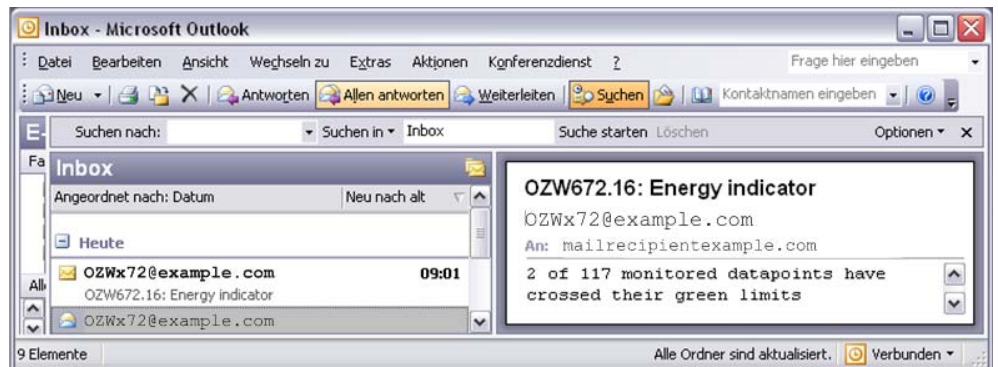 Inbox - Microsoft Outlook
Datei Bearbeiten Ansicht Wechseln zu Extras Aktionen Konferenzdienst ? Frage hier eingeben
Neu Antworten Allen antworten Weiterleiten Suchen Kontaktnamen eingeben
E- Suchen nach: Suchen in Inbox Suche starten Löschen Optionen
Fa Inbox
Angeordnet nach: Datum Neu nach alt
Heute
OZWx72@example.com 09:01
OZW672.16: Energy indicator
OZWx72@example.com
All
OZW672.16: Energy indicator
OZWx72@example.com
An: mailrecipientexample.com
2 of 117 monitored datapoints have
crossed their green limits
9 Elemente Alle Ordner sind aktualisiert. Verbunden